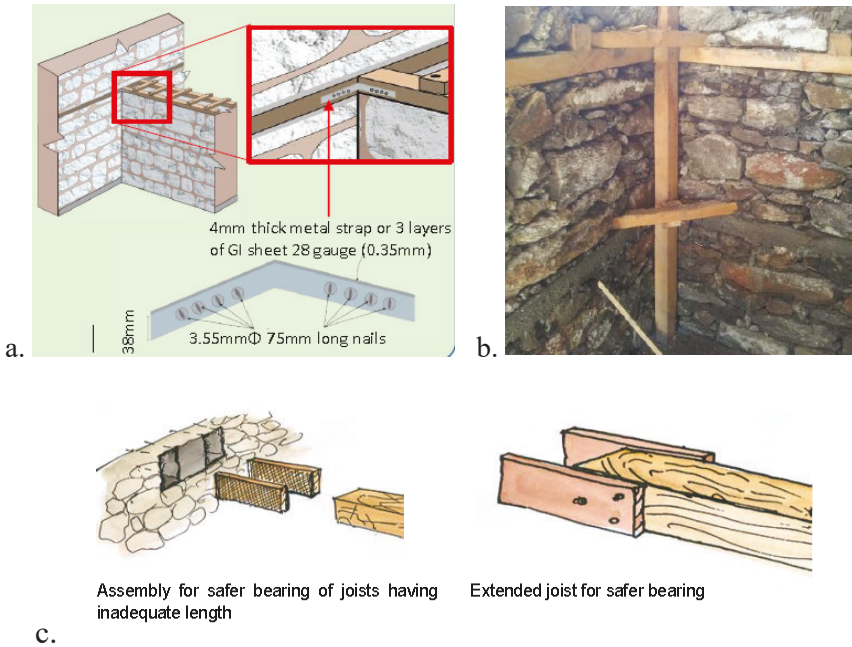 4mm thick metal strap or 3 layers
of GI sheet 28 gauge (0.35mm)
38mm
3.55mmΦ 75mm long nails
a.
b.
Assembly for safer bearing of joists having
inadequate length
Extended joist for safer bearing
c.